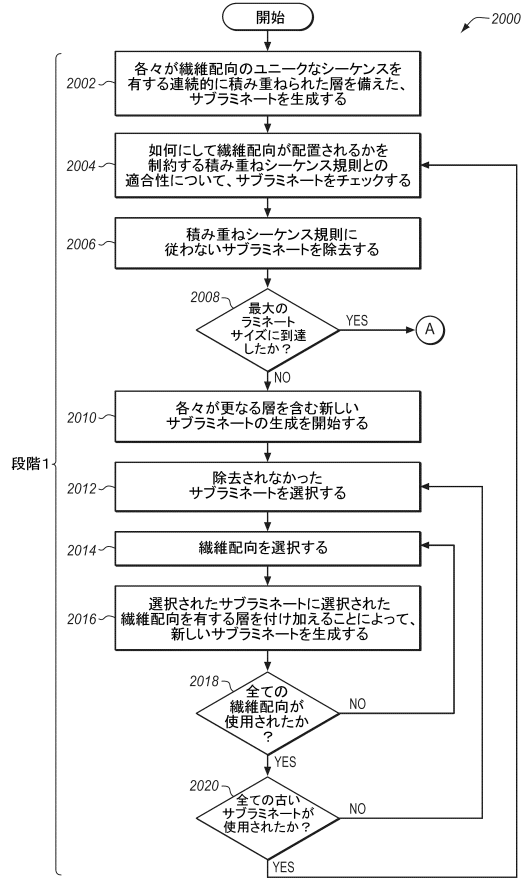 開始
2000
2002
各々が繊維配向のユニークなシーケンスを
有する連続的に積み重ねられた層を備えた、
サブラミネートを生成する
2004
如何にして繊維配向が配置されるかを
制約する積み重ねシーケンス規則との
適合性について、サブラミネートをチェックする
2006
積み重ねシーケンス規則に
従わないサブラミネートを除去する
2008
最大の
ラミネート
サイズに到達
したか？
YES
A
NO
2010
各々が更なる層を含む新しい
サブラミネートの生成を開始する
段階1
2012
除去されなかった
サブラミネートを選択する
2014
繊維配向を選択する
2016
選択されたサブラミネートに選択された
繊維配向を有する層を付け加えることによって、
新しいサブラミネートを生成する
2018
全ての
繊維配向が
使用されたか
？
NO
YES
2020
全ての古い
サブラミネートが
使用されたか？
NO
YES